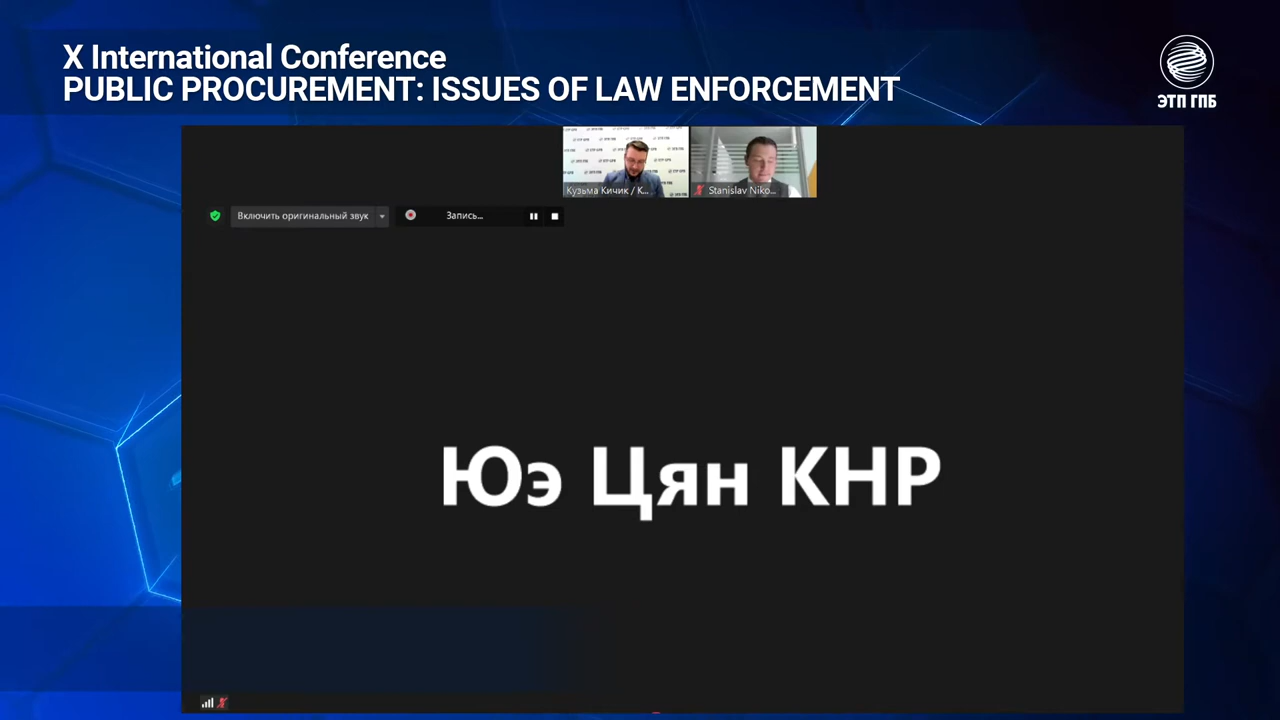 X International Conference
PUBLIC PROCUREMENT: ISSUES OF LAW ENFORCEMENT
ЭТП ГПБ
Кузьма Кичик / К...
Stanislav Niko...
Включить оригинальный звук
Запись...
Юэ Цян КНР